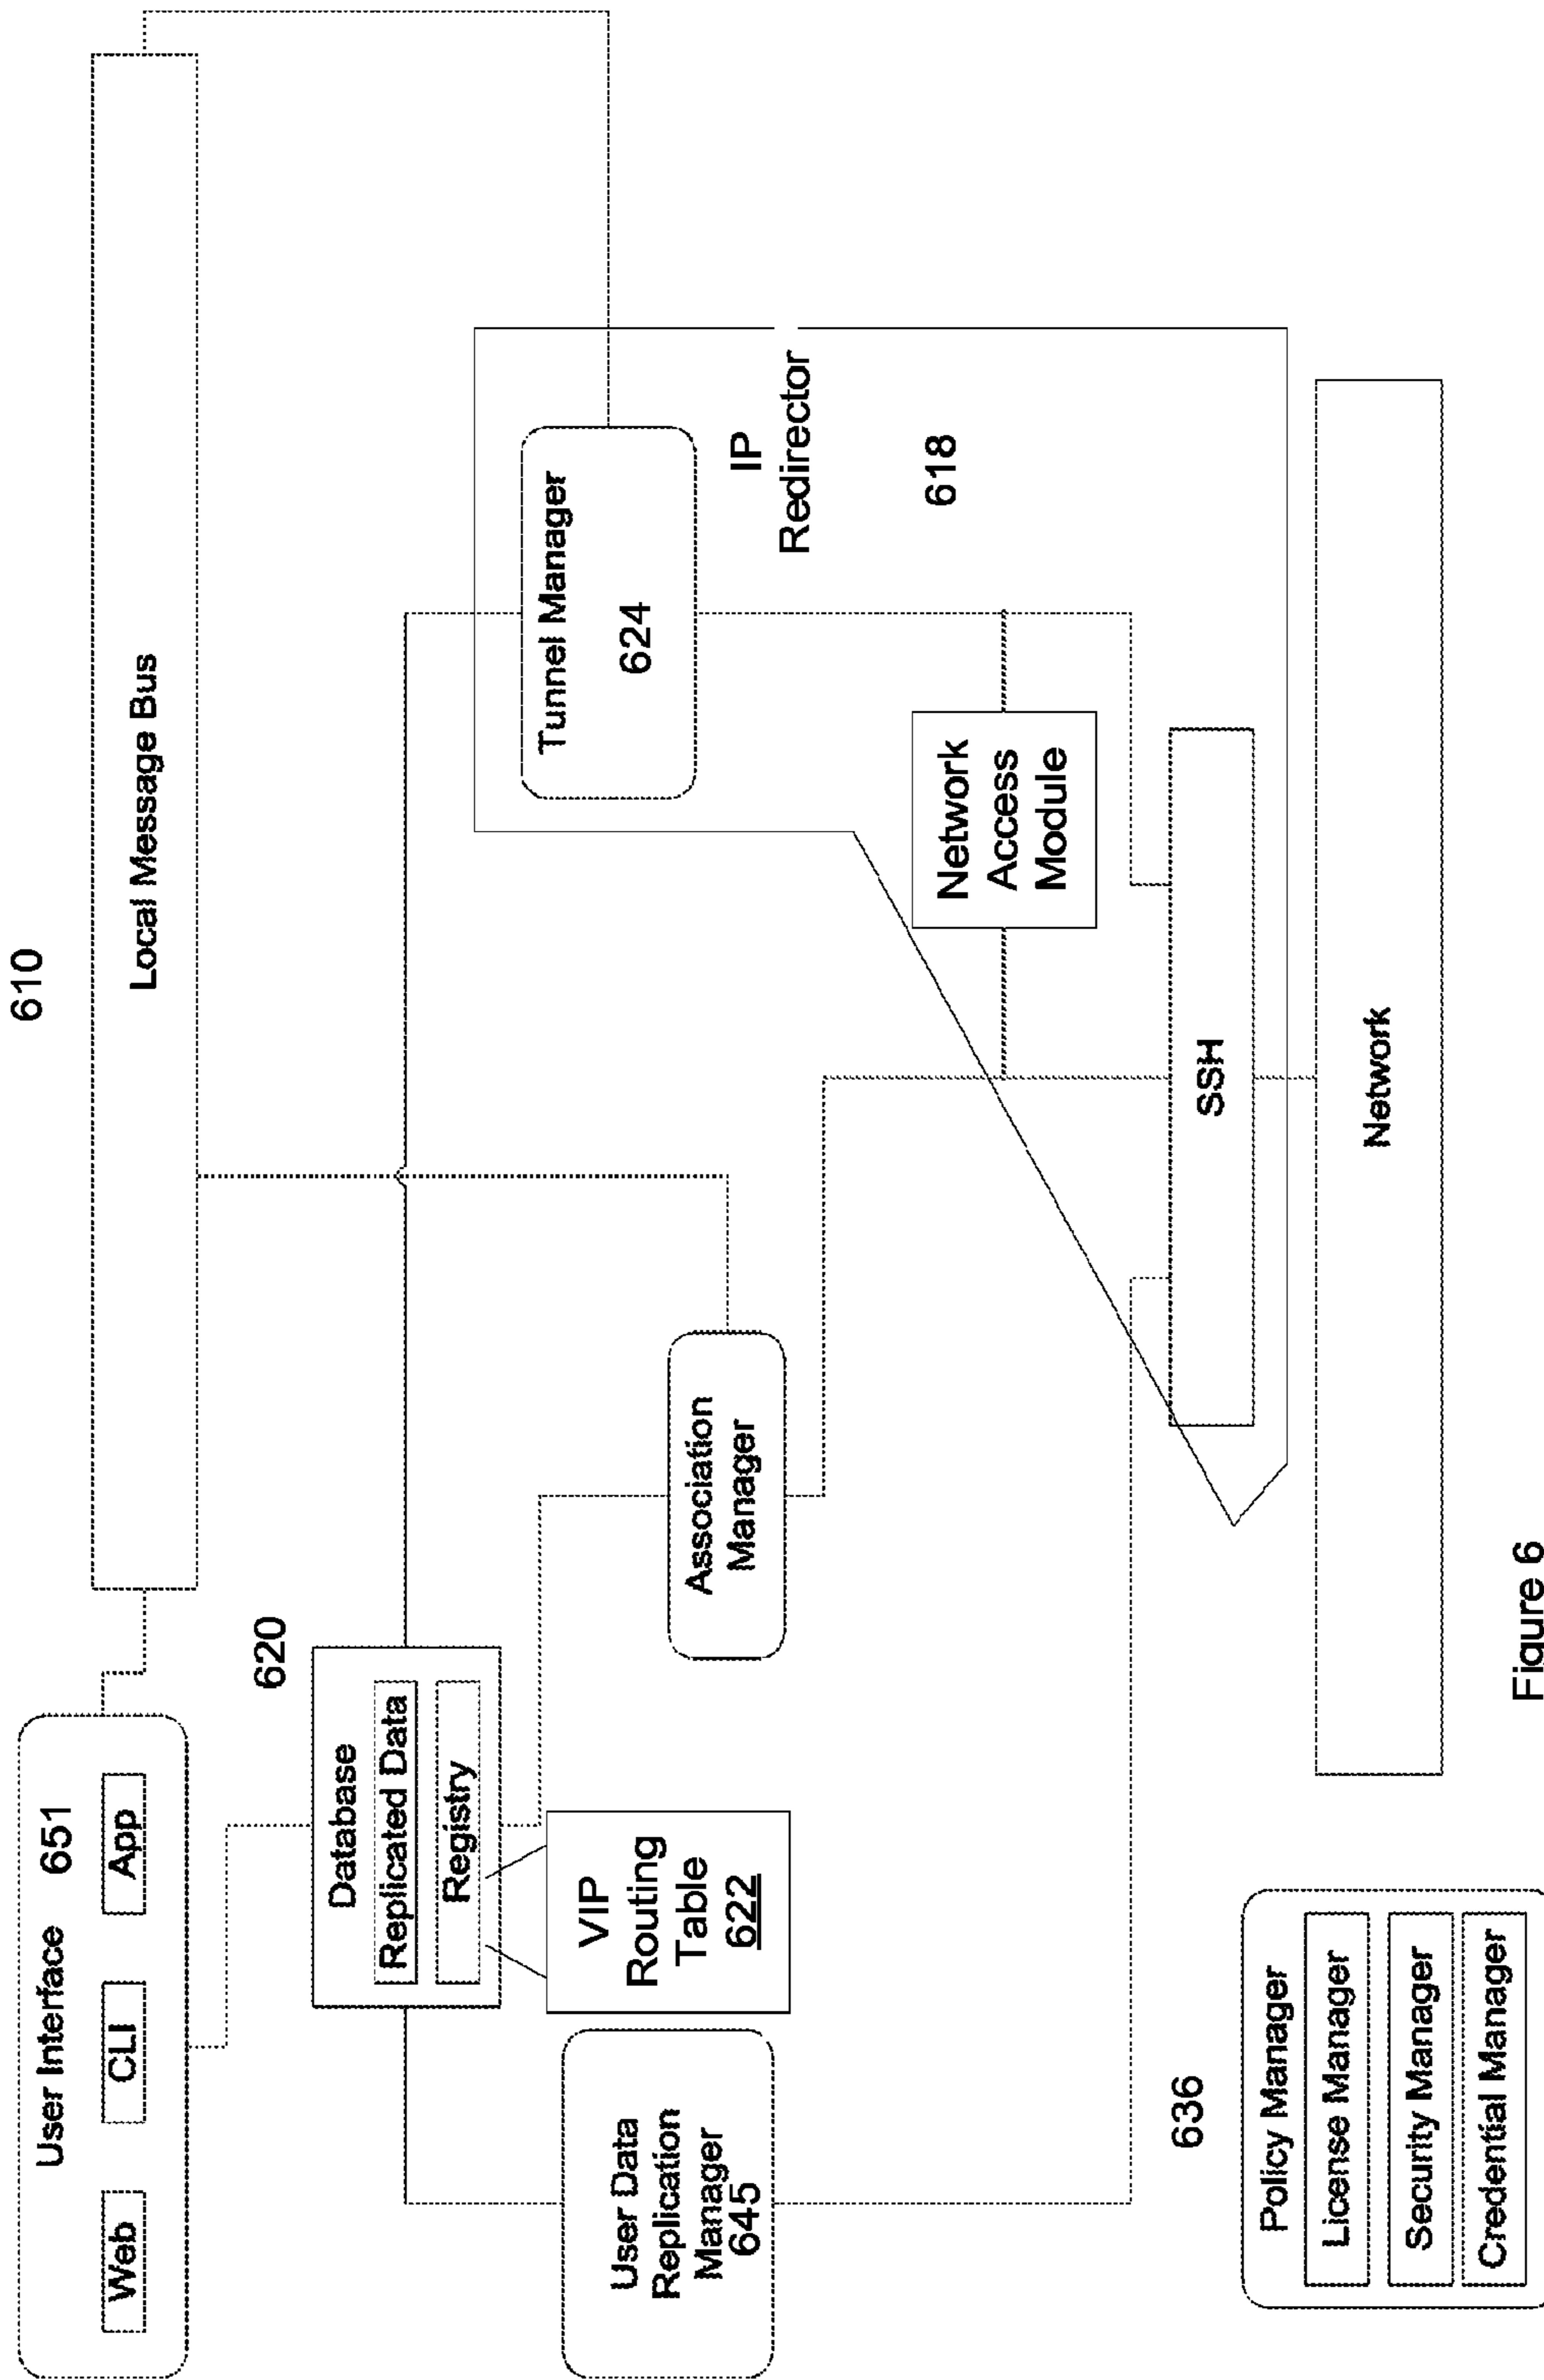 610
User Interface 651
Web
CLI
App
Local Message Bus
620
Database
Replicated Data
Registry
VIP
Routing
Table
622
User Data
Replication
Manager
645
Association
Manager
Tunnel Manager
624
IP
Redirector
618
Network
Access
Module
SSH
Network
636
Policy Manager
License Manager
Security Manager
Credential Manager
Figure 6